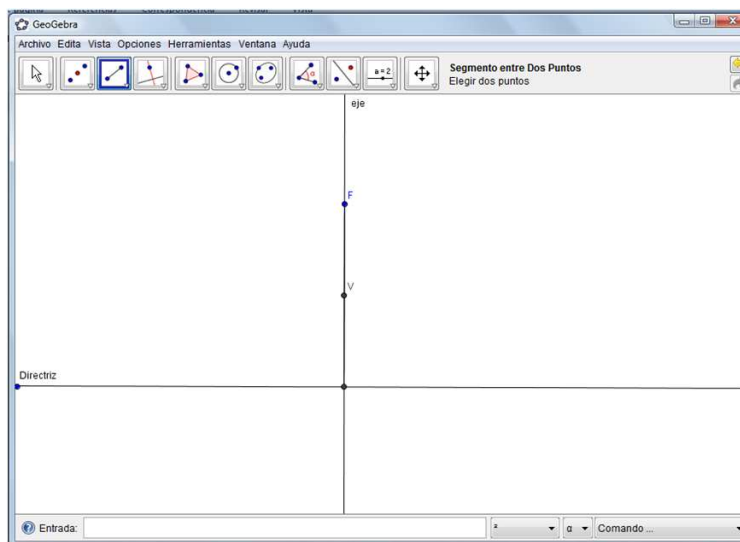 GeoGebra
Archivo Edita Vista Opciones Herramientas Ventana Ayuda
a=2
Segmento entre Dos Puntos
Elegir dos puntos
eje
F
V
Directriz
Entrada:
α
Comando ...